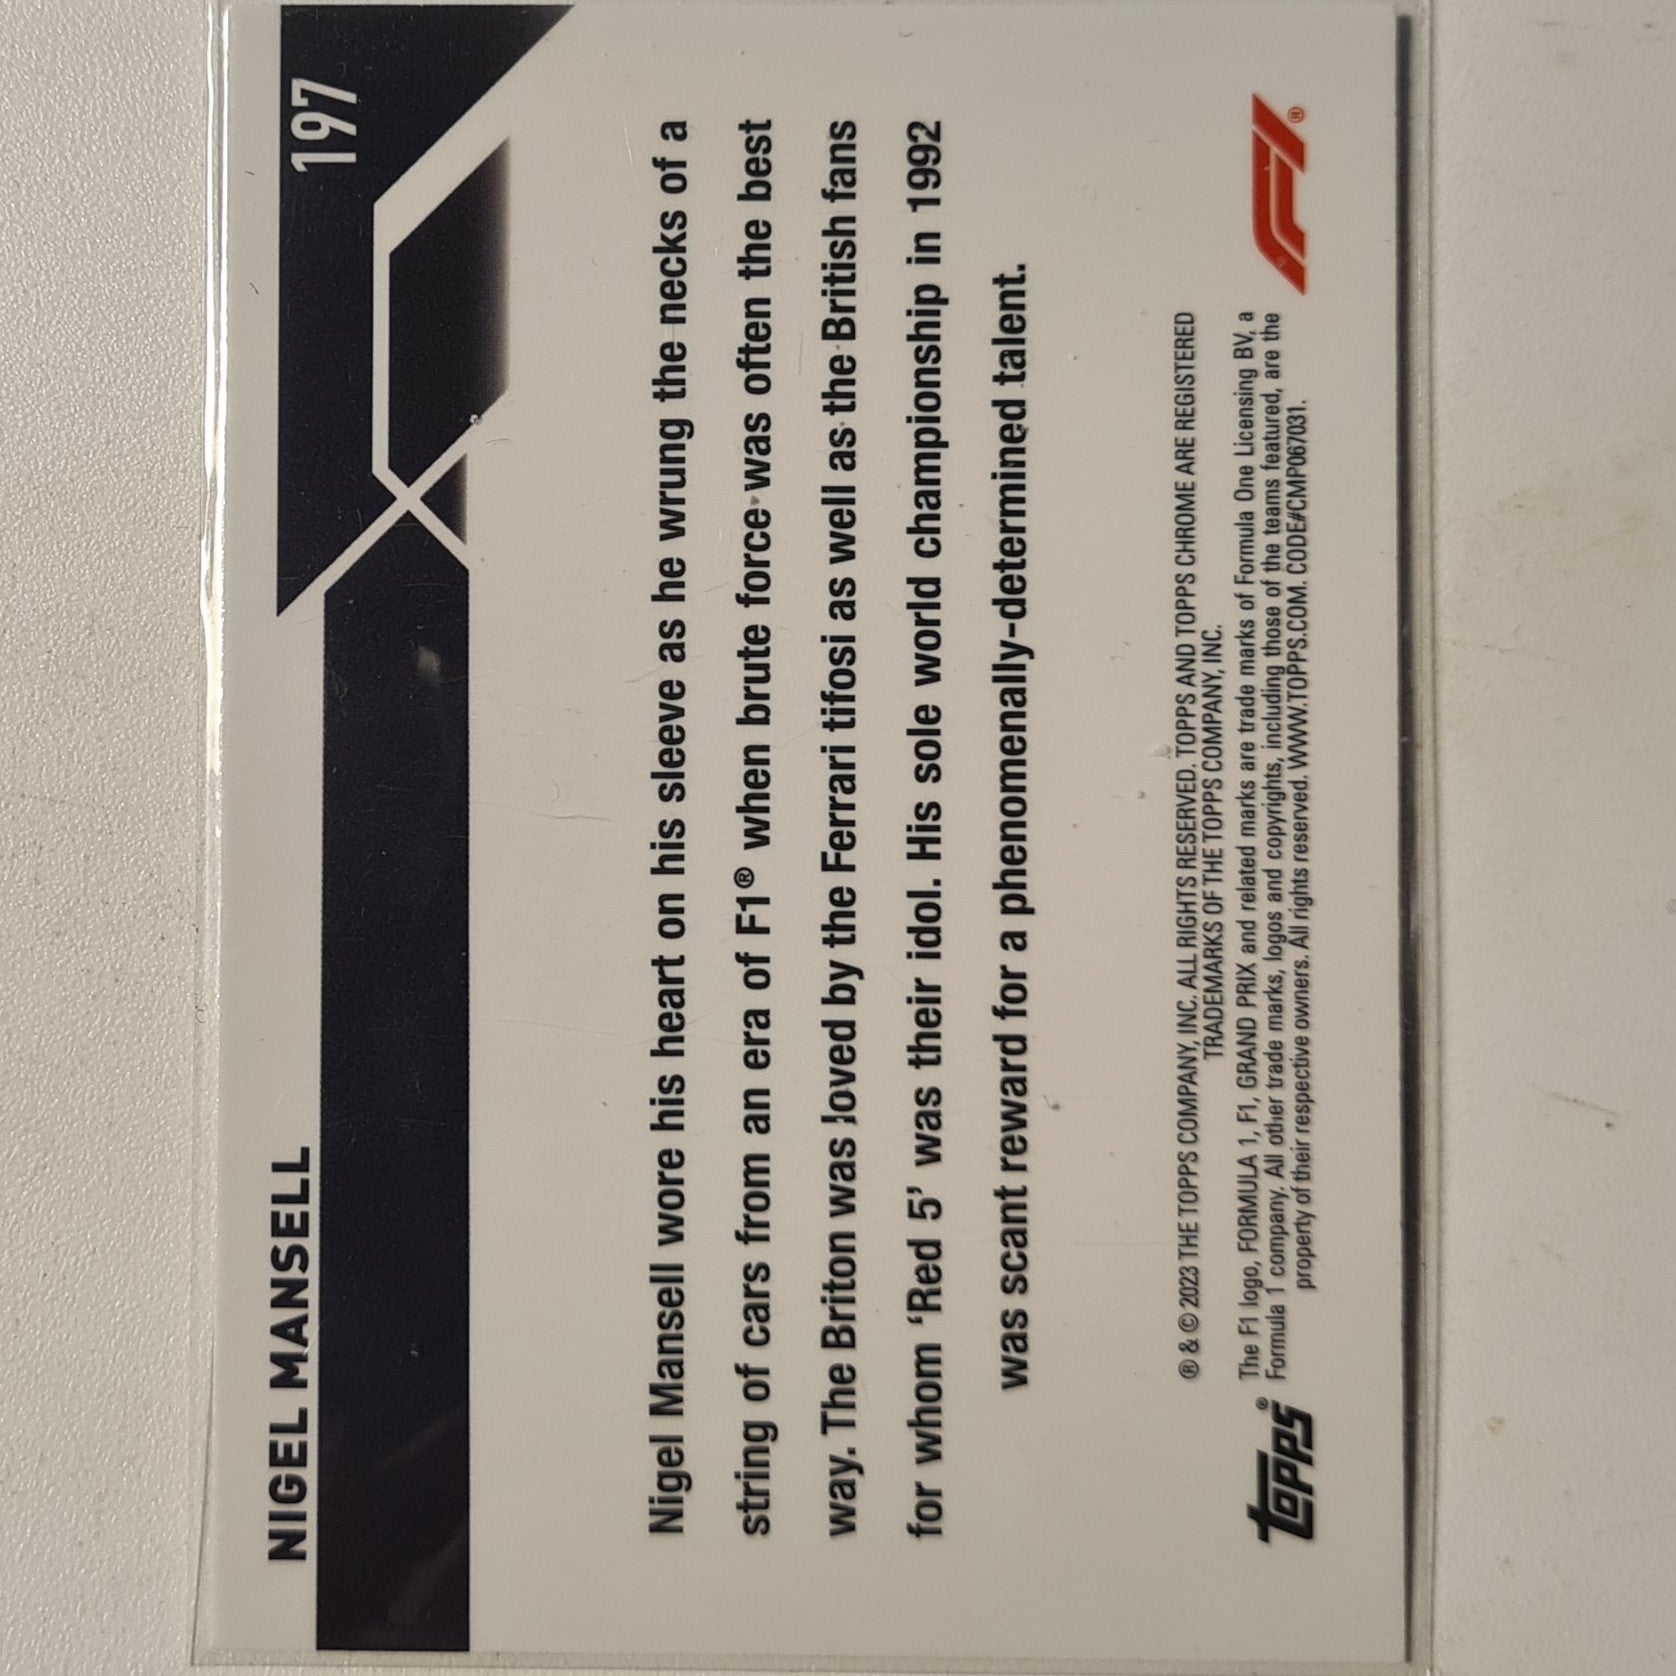 NIGEL MANSELL
197
Nigel Mansell wore his heart on his sleeve as he wrung the necks of a
string of cars from an era of F1® when brute force was often the best
way. The Briton was loved by the Ferrari tifosi as well as the British fans
for whom ‘Red 5’ was their idol. His sole world championship in 1992
was scant reward for a phenomenally-determined talent.
® & © 2023 THE TOPPS COMPANY, INC. ALL RIGHTS RESERVED. TOPPS AND TOPPS CHROME ARE REGISTERED
TRADEMARKS OF THE TOPPS COMPANY, INC.
The F1 logo, FORMULA 1, F1, GRAND PRIX and related marks are trade marks of Formula One Licensing BV, a
Formula 1 company. All other trade marks, logos and copyrights, including those of the teams featured, are the
property of their respective owners. All rights reserved. WWW.TOPPS.COM. CODE#CMP067031.
topps®
F1®